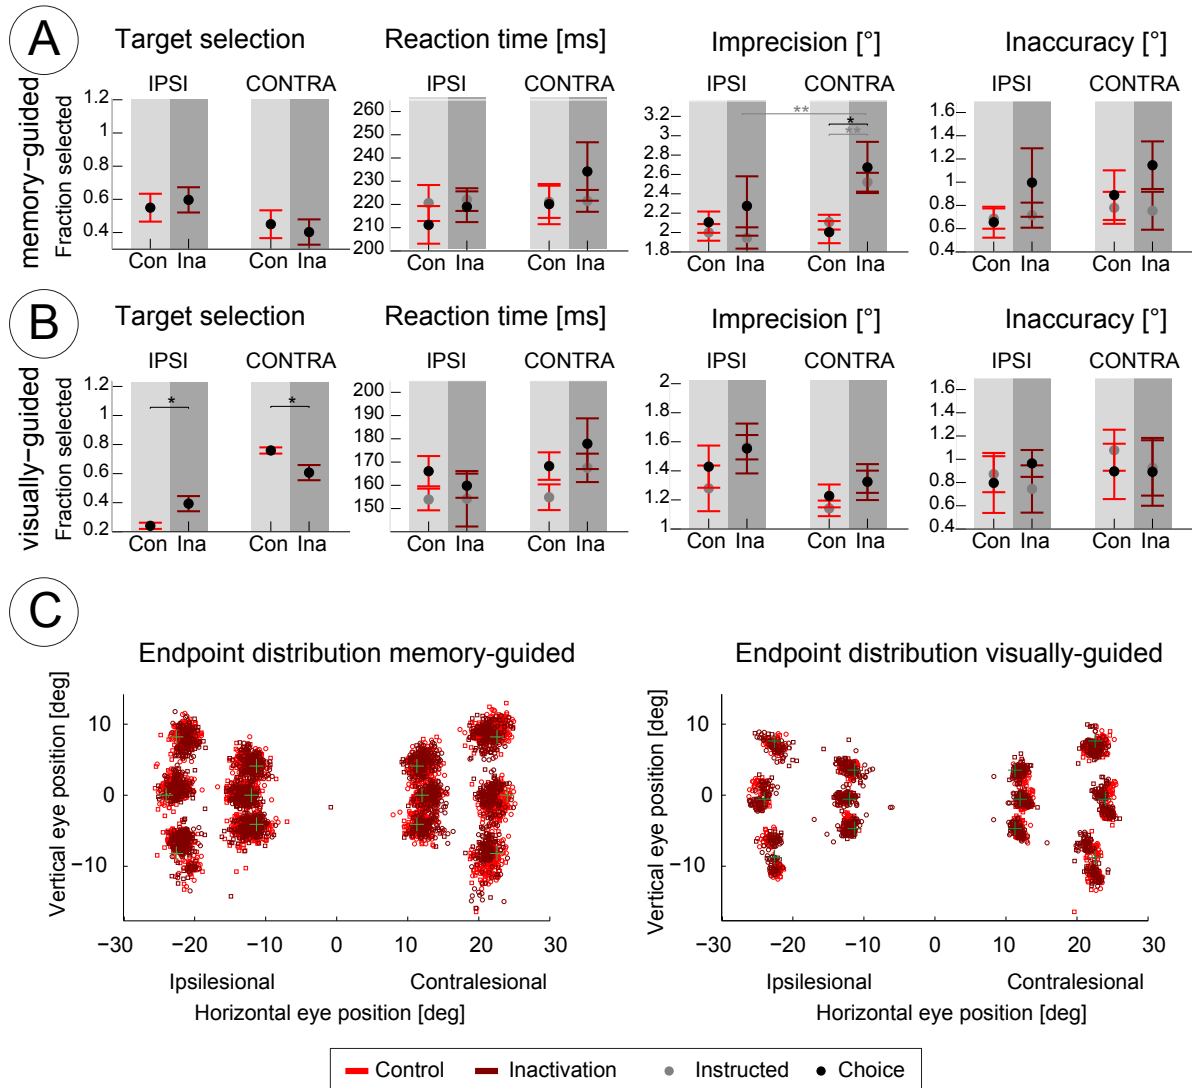 A
Target selection Reaction time [ms] Imprecision [°] Inaccuracy [°]
memory−guided
Fraction selected
IPSI CONTRA IPSI CONTRA IPSI CONTRA IPSI CONTRA
1.2 1 0.8 0.6 0.4
260 250 240 230 220 210 200
3.2 3 2.8 2.6 2.4 2.2 2 1.8
1.6 1.4 1.2 1 0.8 0.6 0.4
** * **
Con Ina Con Ina Con Ina Con Ina Con Ina Con Ina Con Ina Con Ina
B
Target selection Reaction time [ms] Imprecision [°] Inaccuracy [°]
visually−guided
Fraction selected
IPSI CONTRA IPSI CONTRA IPSI CONTRA IPSI CONTRA
1.2 1 0.8 0.6 0.4 0.2
200 190 180 170 160 150
2 1.8 1.6 1.4 1.2 1
1.6 1.4 1.2 1 0.8 0.6 0.4
* *
Con Ina Con Ina Con Ina Con Ina Con Ina Con Ina Con Ina Con Ina
C
Endpoint distribution memory-guided
Vertical eye position [deg]
10
0
−10
−30 −20 −10 0 10 20 30
Ipsilesional Contralesional
Horizontal eye position [deg]
Endpoint distribution visually-guided
Vertical eye position [deg]
10
0
−10
−30 −20 −10 0 10 20 30
Ipsilesional Contralesional
Horizontal eye position [deg]
Control Inactivation Instructed Choice